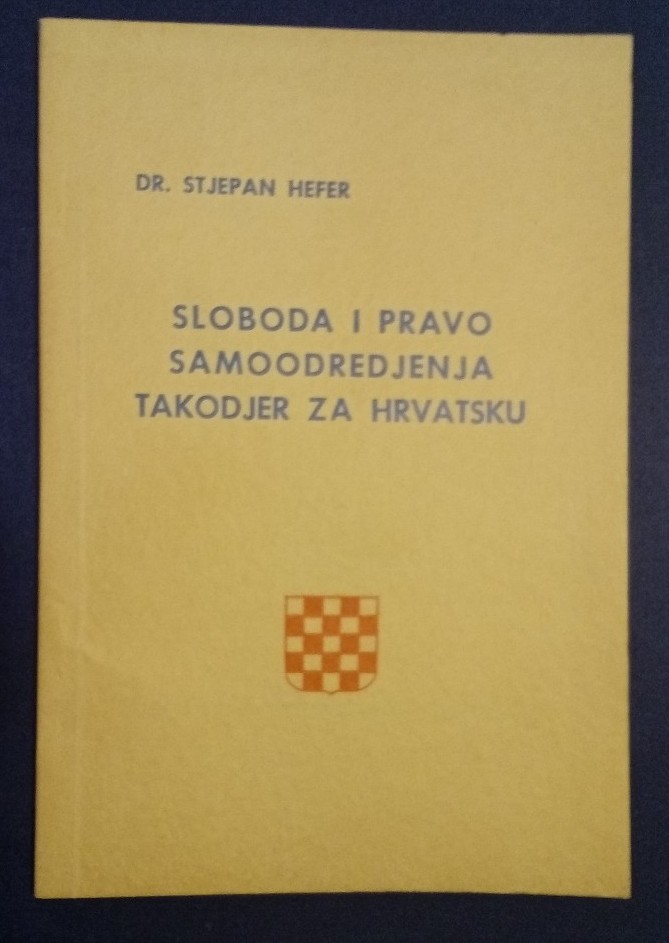 DR. STJEPAN HEFER
SLOBODA I PRAVO
SAMOODREDJENJA
TAKODJER ZA HRVATSKU